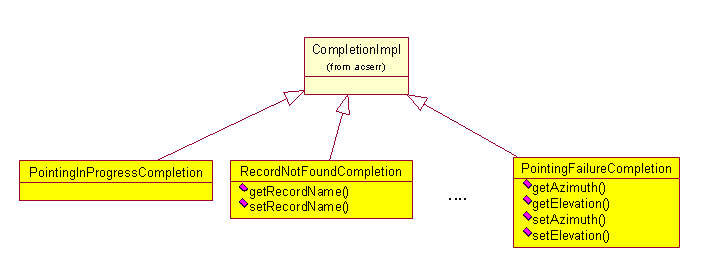 CompletionImpl
(from acserr)
PointingInProgressCompletion
RecordNotFoundCompletion
getRecordName()
setRecordName()
....
PointingFailureCompletion
getAzimuth()
getElevation()
setAzimuth()
setElevation()